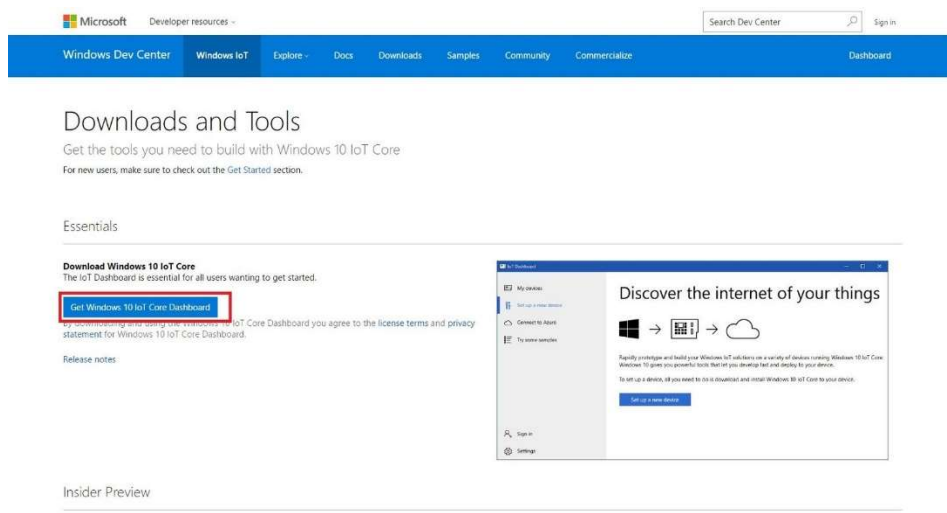 Microsoft Developer resources
Search Dev Center
Sign in
Windows Dev Center Windows IoT Explore Docs Downloads Samples Community Commercialize Dashboard
Downloads and Tools
Get the tools you need to build with Windows 10 IoT Core
For new users, make sure to check out the Get Started section.
Essentials
Download Windows 10 IoT Core
The IoT Dashboard is essential for all users wanting to get started.
Get Windows 10 IoT Core Dashboard
By downloading and using the Windows 10 IoT Core Dashboard you agree to the license terms and privacy
statement for Windows 10 IoT Core Dashboard.
Release notes
IoT Dashboard
My devices
Set up a new device
Connect to Azure
Try some samples
Sign in
Settings
Discover the internet of your things
Rapidly prototype and build your Windows IoT solutions on a variety of devices running Windows 10 IoT Core.
Windows 10 gives you powerful tools that let you develop fast and deploy to your device.
To set up a device, all you need to do is download and install Windows 10 IoT Core to your device.
Set up a new device
Insider Preview